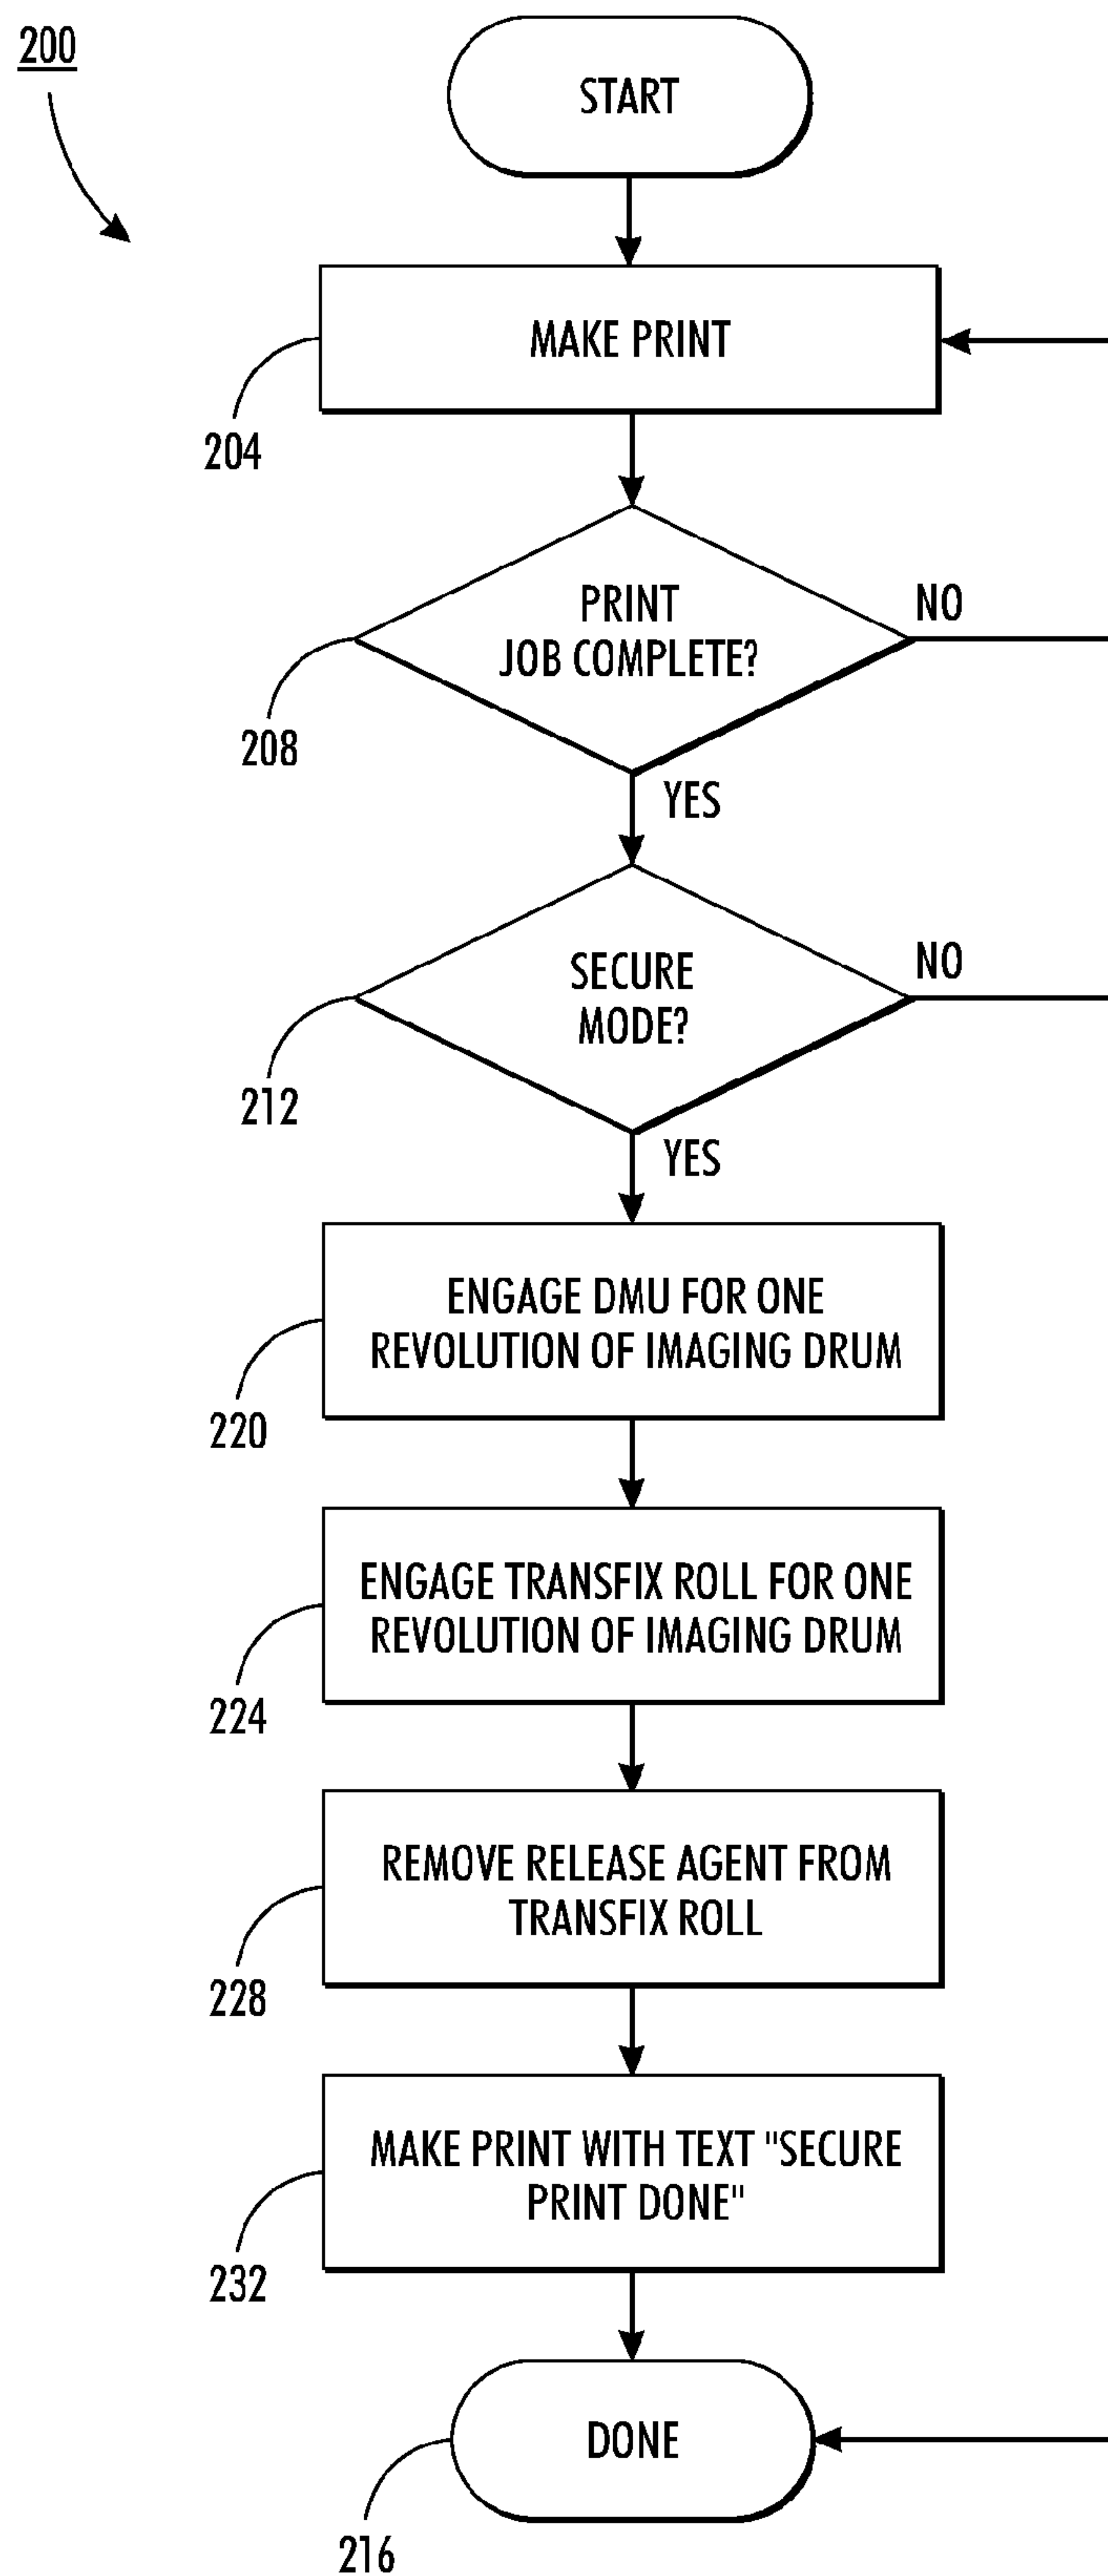 200
START
MAKE PRINT
204
PRINT
JOB COMPLETE?
NO
208
YES
SECURE
MODE?
NO
212
YES
ENGAGE DMU FOR ONE
REVOLUTION OF IMAGING DRUM
220
ENGAGE TRANSFIX ROLL FOR ONE
REVOLUTION OF IMAGING DRUM
224
REMOVE RELEASE AGENT FROM
TRANSFIX ROLL
228
MAKE PRINT WITH TEXT "SECURE
PRINT DONE"
232
DONE
216